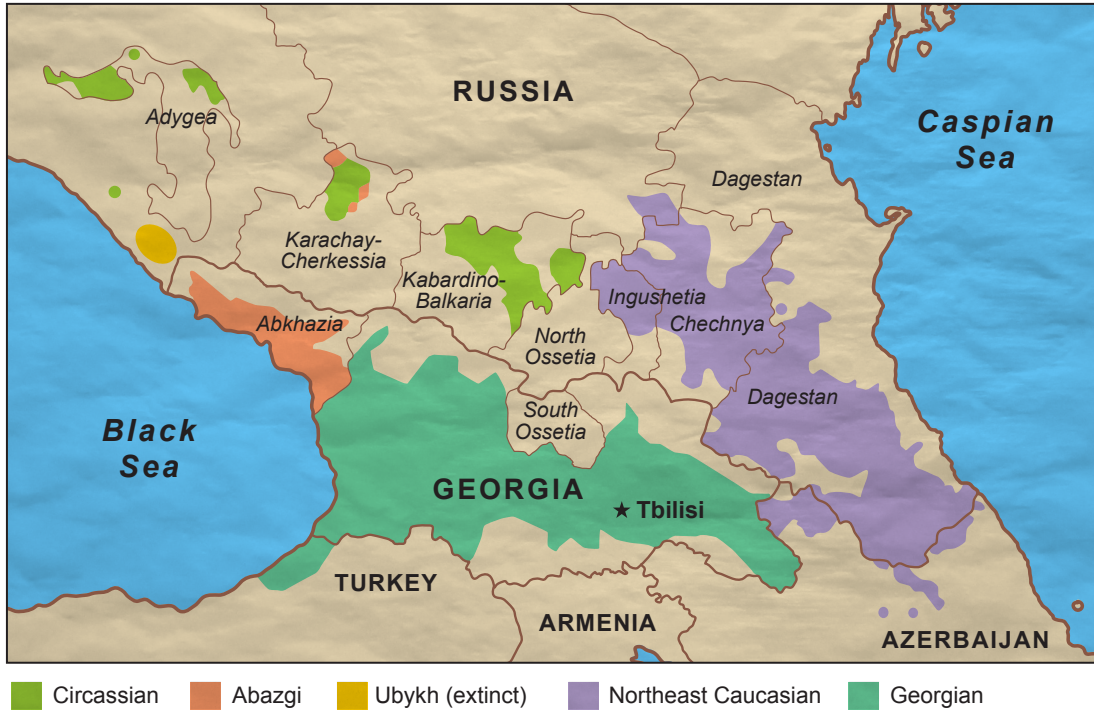 RUSSIA
Caspian
Sea
Adygea
Dagestan
Karachay-
Cherkessia
Kabardino-
Balkaria
Ingushetia
Chechnya
Abkhazia
North
Ossetia
Dagestan
South
Ossetia
Black
Sea
GEORGIA
Tbilisi
TURKEY
ARMENIA
AZERBAIJAN
Circassian
Abazgi
Ubykh (extinct)
Northeast Caucasian
Georgian